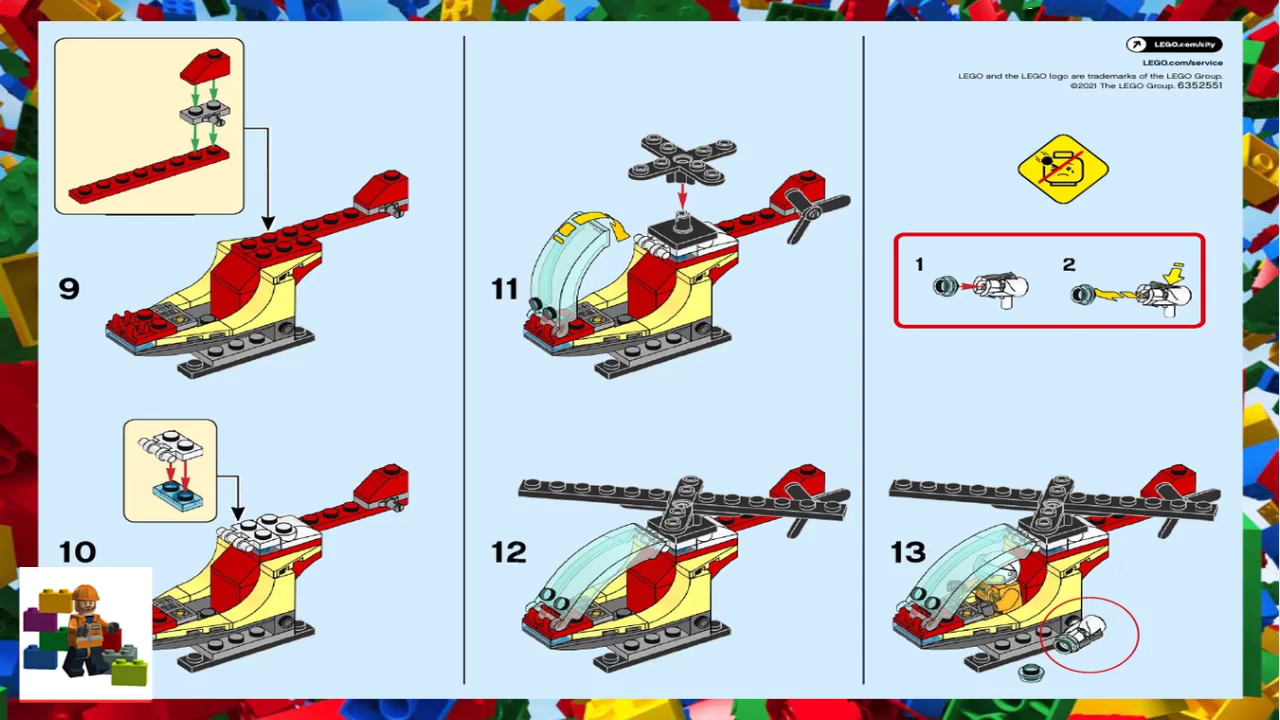 9
10
11
12
LEGO.com/city
LEGO.com/service
LEGO and the LEGO logo are trademarks of the LEGO Group.
©2021 The LEGO Group. 6352551
1
2
13